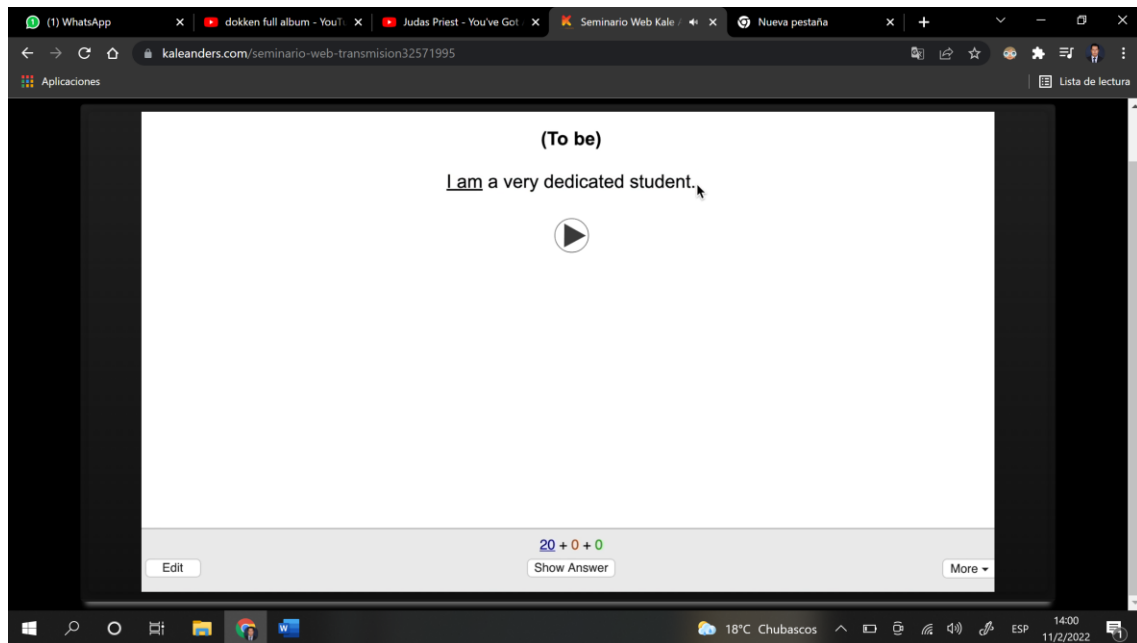 (1) WhatsApp
dokken full album - YouTu
Judas Priest - You've Got
Seminario Web Kale
Nueva pestaña
kaleanders.com/seminario-web-transmision32571995
Aplicaciones
Lista de lectura
(To be)
I am a very dedicated student.
20 + 0 + 0
Edit
Show Answer
More
18°C Chubascos
ESP
14:00
11/2/2022